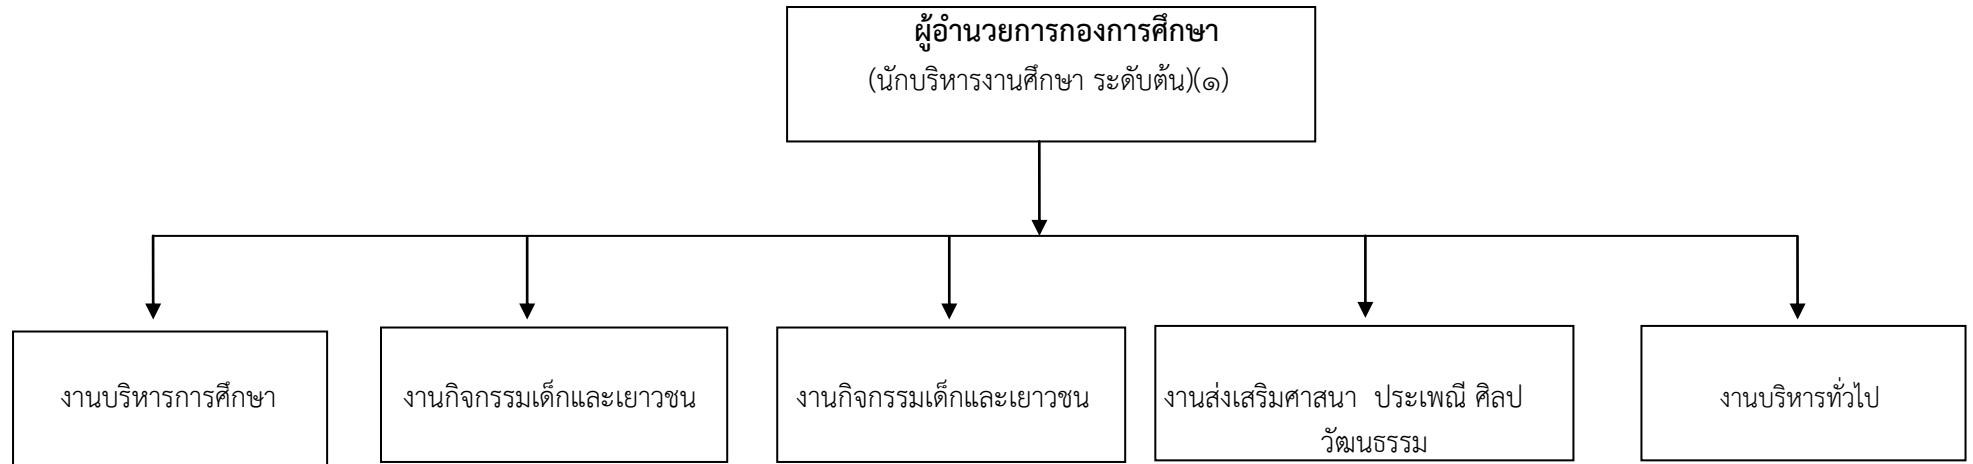 ผู้อำนวยการกองการศึกษา
(นักบริหารงานศึกษา ระดับต้น)(๑)
งานบริหารการศึกษา
งานกิจกรรมเด็กและเยาวชน
งานกิจกรรมเด็กและเยาวชน
งานส่งเสริมศาสนา ประเพณี ศิลป
วัฒนธรรม
งานบริหารทั่วไป